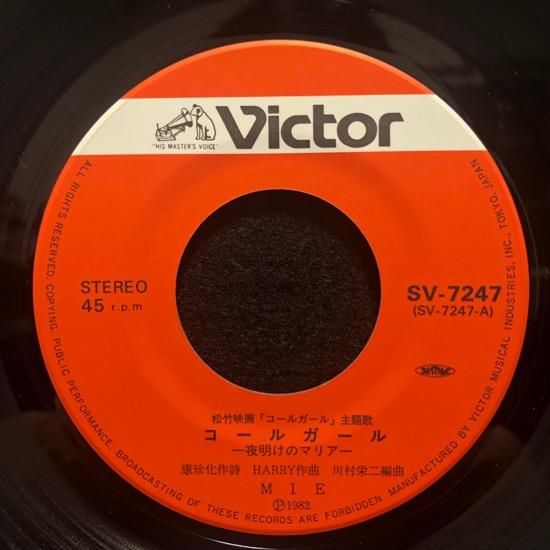 Victor
"HIS MASTER'S VOICE"
STEREO
45 r.p.m
SV-7247
(SV-7247-A)
松竹映画「コールガール」主題歌
コールガール
—夜明けのマリア—
康珍化作詩 HARRY作曲 川村栄二編曲
MIE
Ⓟ1982
ALL RIGHTS RESERVED. COPYING. PUBLIC PERFORMANCE. BROADCASTING OF THESE RECORDS ARE FORBIDDEN MANUFACTURED BY VICTOR MUSICAL INDUSTRIES, INC., TOKYO, JAPAN